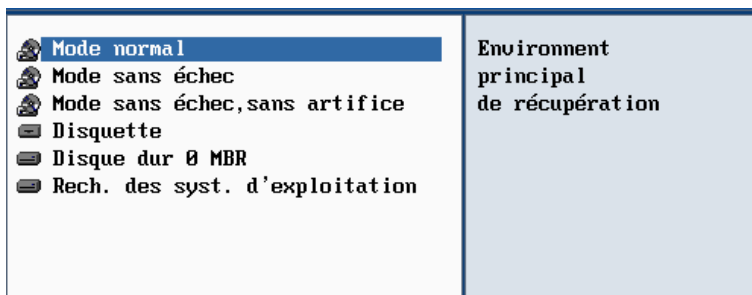 Mode normal
Mode sans échec
Mode sans échec,sans artifice
Disquette
Disque dur 0 MBR
Rech. des syst. d'exploitation
Environnent
principal
de récupération